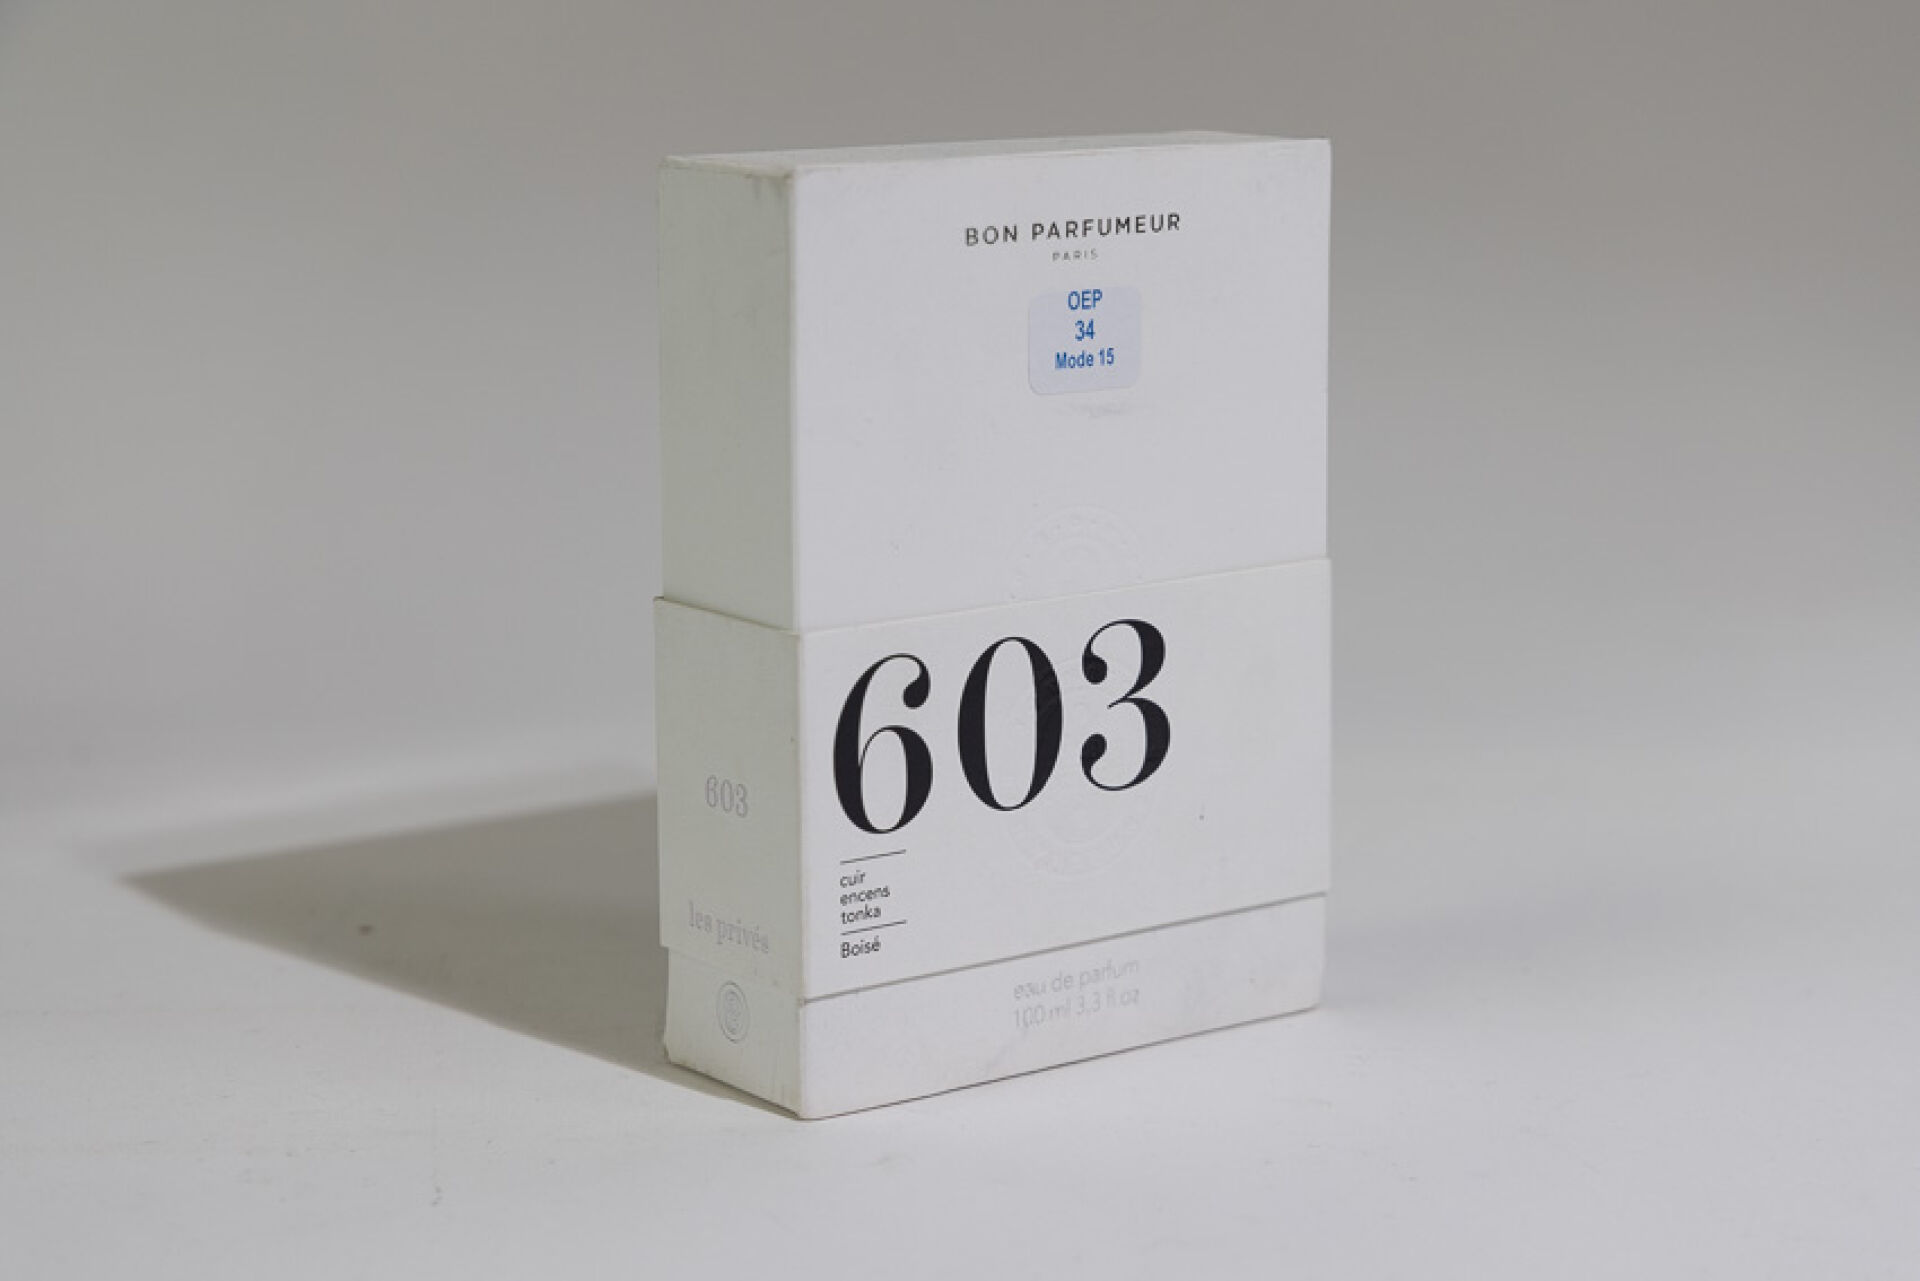 BON PARFUMEUR
PARIS
OEP
34
Mode 15
603
cuir
encens
tonka
Boisé
eau de parfum
100 ml 3.3 fl oz
603
les privés